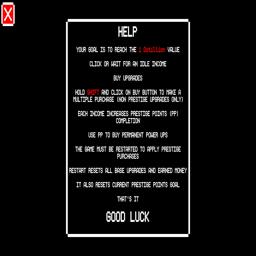 HELP
YOUR GOAL IS TO REACH THE 1 Octillion VALUE
CLICK OR WAIT FOR AN IDLE INCOME
BUY UPGRADES
HOLD SHIFT AND CLICK ON BUY BUTTON TO MAKE A
MULTIPLE PURCHASE (NON PRESTIGE UPGRADES ONLY)
EACH INCOME INCREASES PRESTIGE POINTS (PP)
COMPLETION
USE PP TO BUY PERMANENT POWER UPS
THE GAME MUST BE RESTARTED TO APPLY PRESTIGE
PURCHASES
RESTART RESETS ALL BASE UPGRADES AND EARNED MONEY
IT ALSO RESETS CURRENT PRESTIGE POINTS GOAL
THAT'S IT
GOOD LUCK